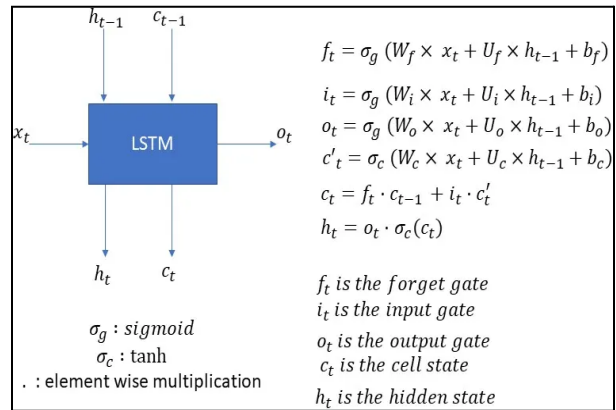 h_{t-1} c_{t-1}
x_t LSTM o_t
h_t c_t
σ_g : sigmoid
σ_c : tanh
. : element wise multiplication
f_t = σ_g (W_f × x_t + U_f × h_{t-1} + b_f)
i_t = σ_g (W_i × x_t + U_i × h_{t-1} + b_i)
o_t = σ_g (W_o × x_t + U_o × h_{t-1} + b_o)
c'_t = σ_c (W_c × x_t + U_c × h_{t-1} + b_c)
c_t = f_t · c_{t-1} + i_t · c'_t
h_t = o_t · σ_c(c_t)
f_t is the forget gate
i_t is the input gate
o_t is the output gate
c_t is the cell state
h_t is the hidden state